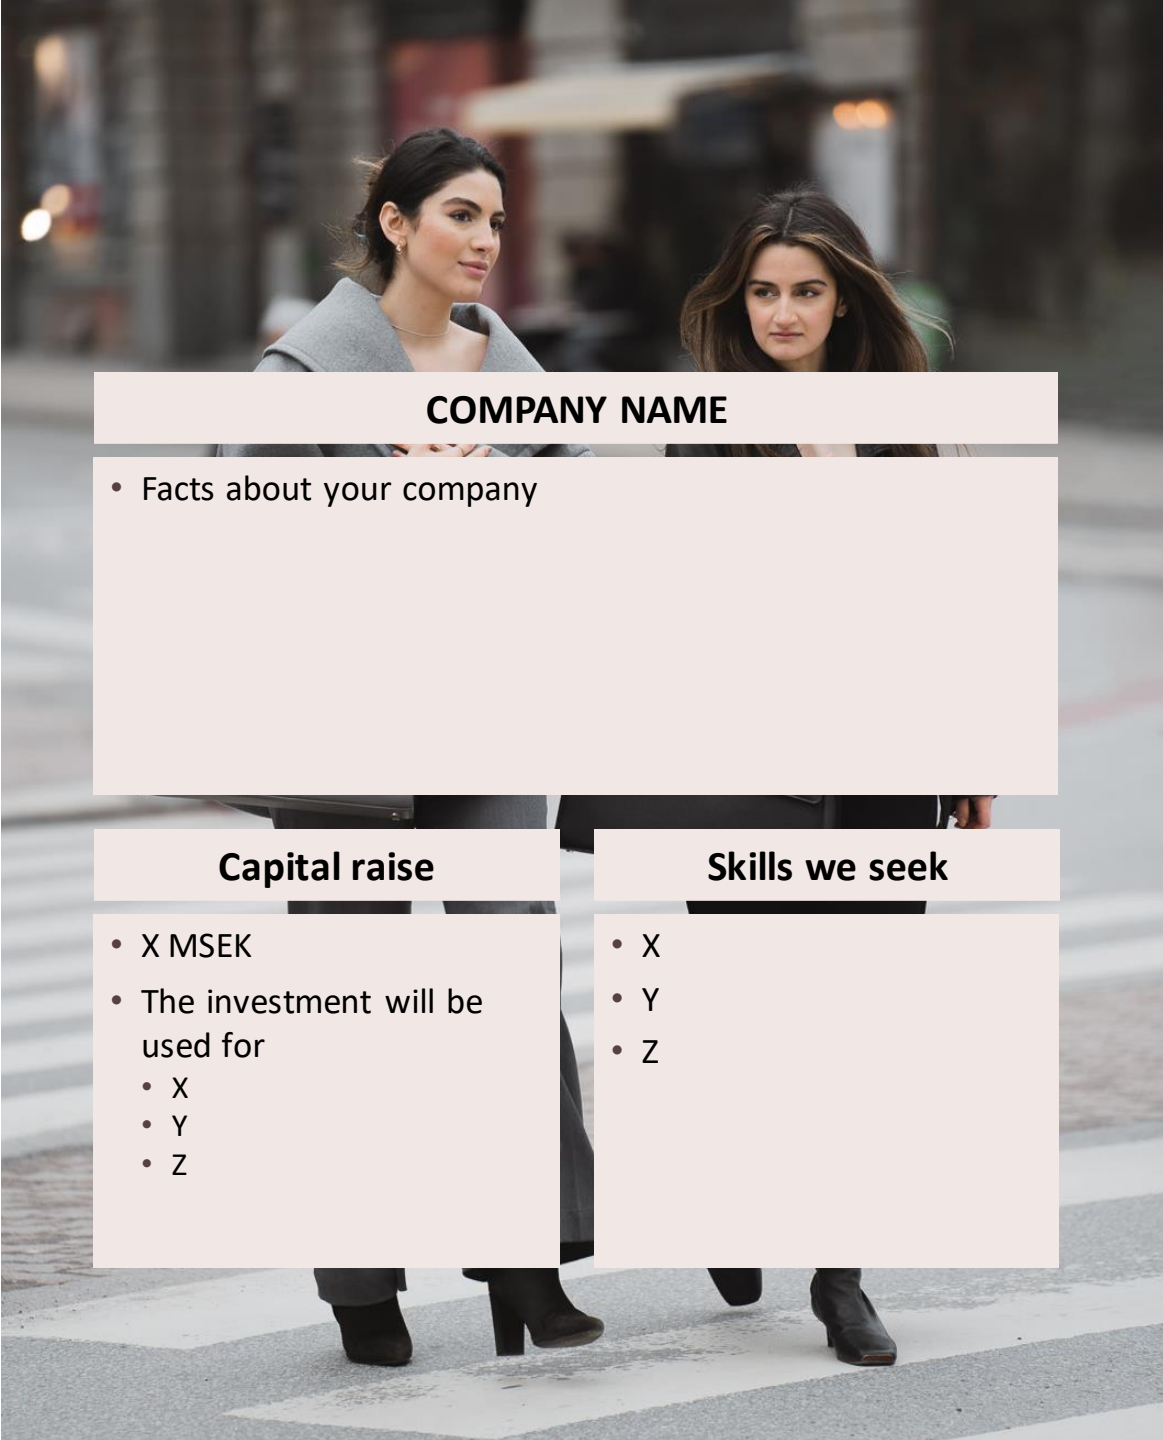 COMPANY NAME
• Facts about your company
Capital raise
• X MSEK
• The investment will be
used for
• X
• Y
• Z
Skills we seek
• X
• Y
• Z